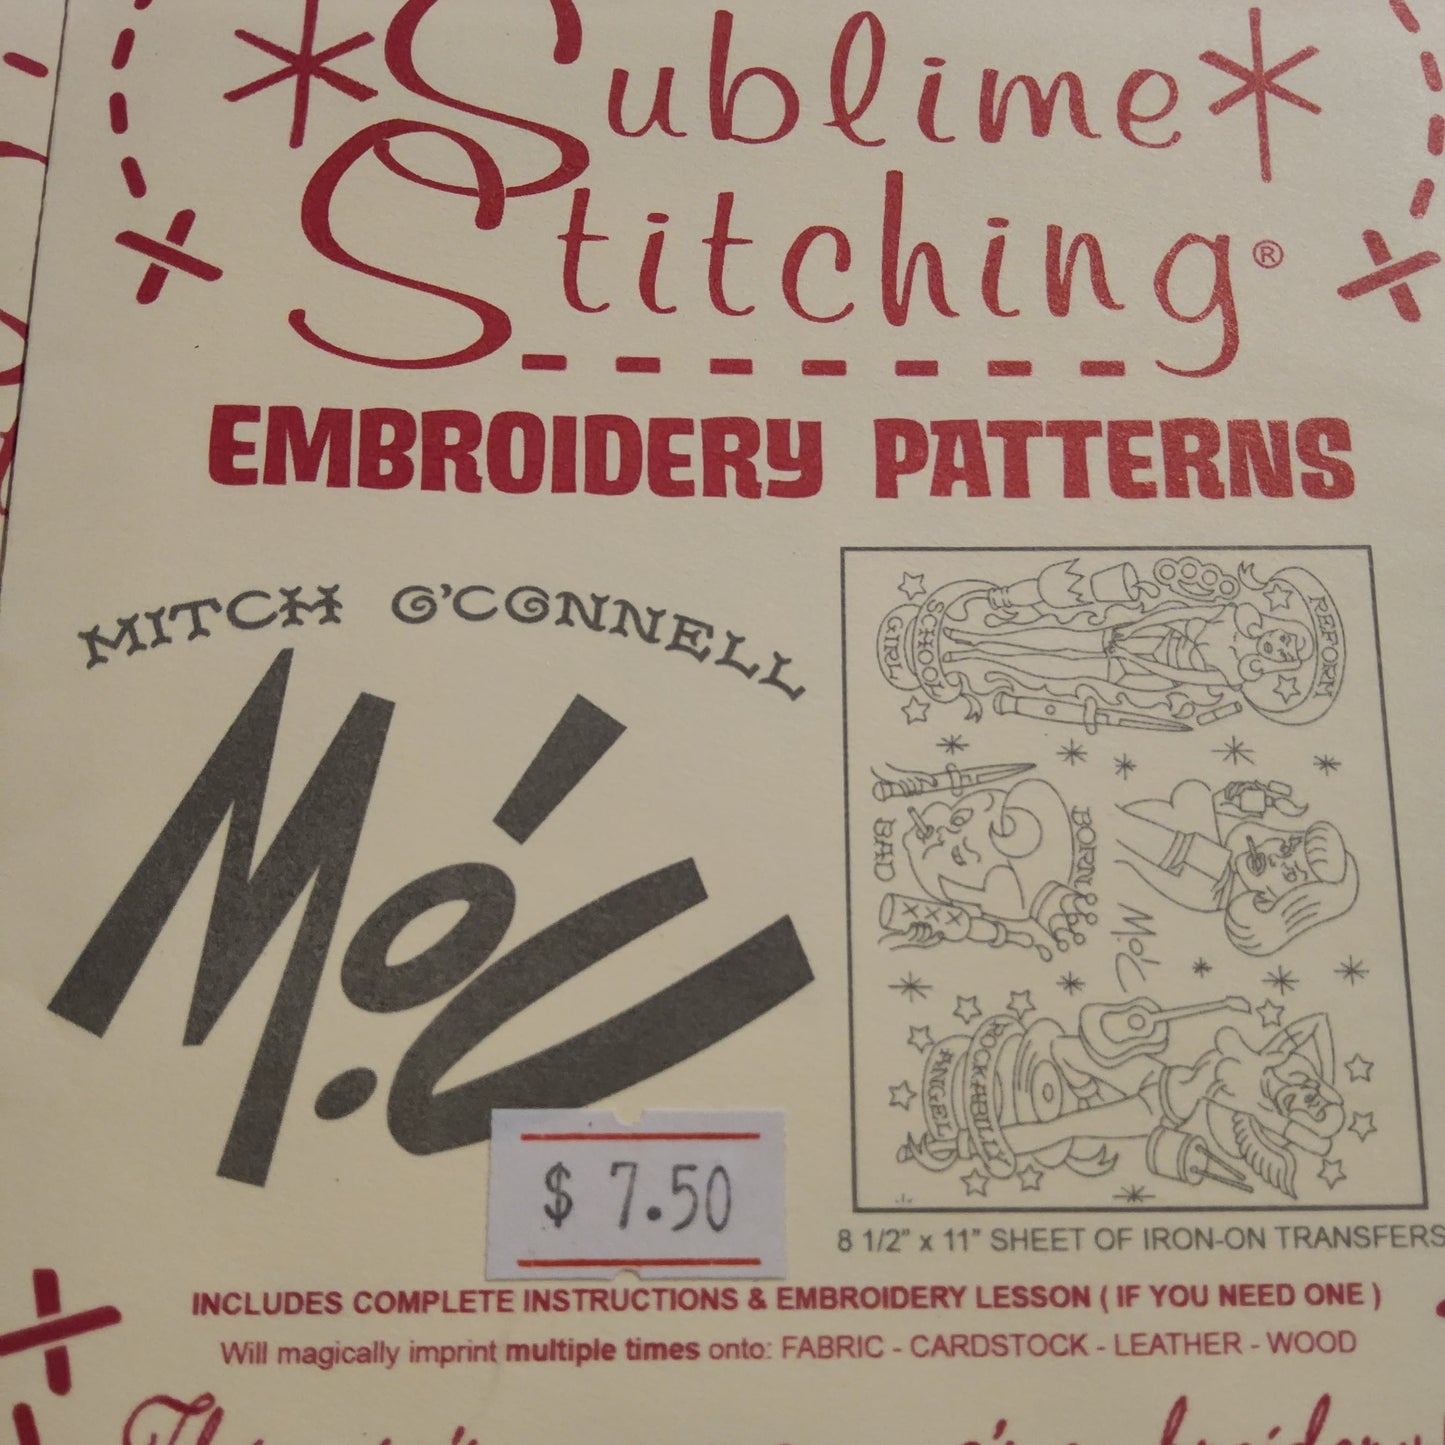 Sublime
Stitching®
EMBROIDERY PATTERNS
MITCH O'CONNELL
M.O'C
REFORM
SCHOOL
GIRL
BORN
BAD
M.O'C
ROCKABILLY
ANGEL
$ 7.50
8 1/2" x 11" SHEET OF IRON-ON TRANSFERS
INCLUDES COMPLETE INSTRUCTIONS & EMBROIDERY LESSON ( IF YOU NEED ONE )
Will magically imprint multiple times onto: FABRIC - CARDSTOCK - LEATHER - WOOD